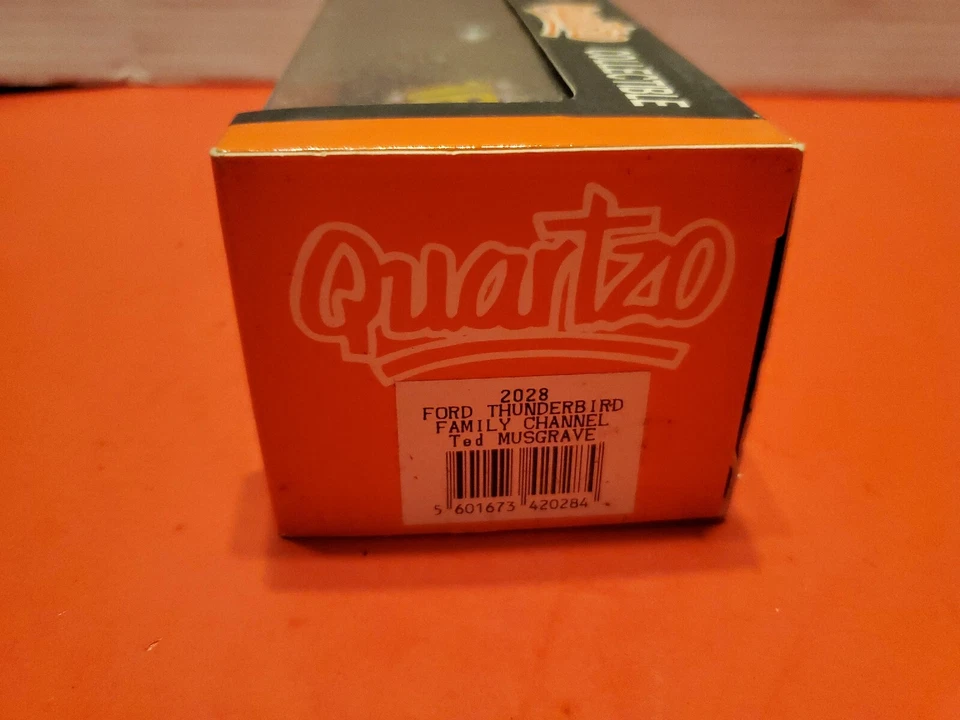 COLLECTIBLE
Quartzo
2028
FORD THUNDERBIRD
FAMILY CHANNEL
Ted MUSGRAVE
5 601673 420284